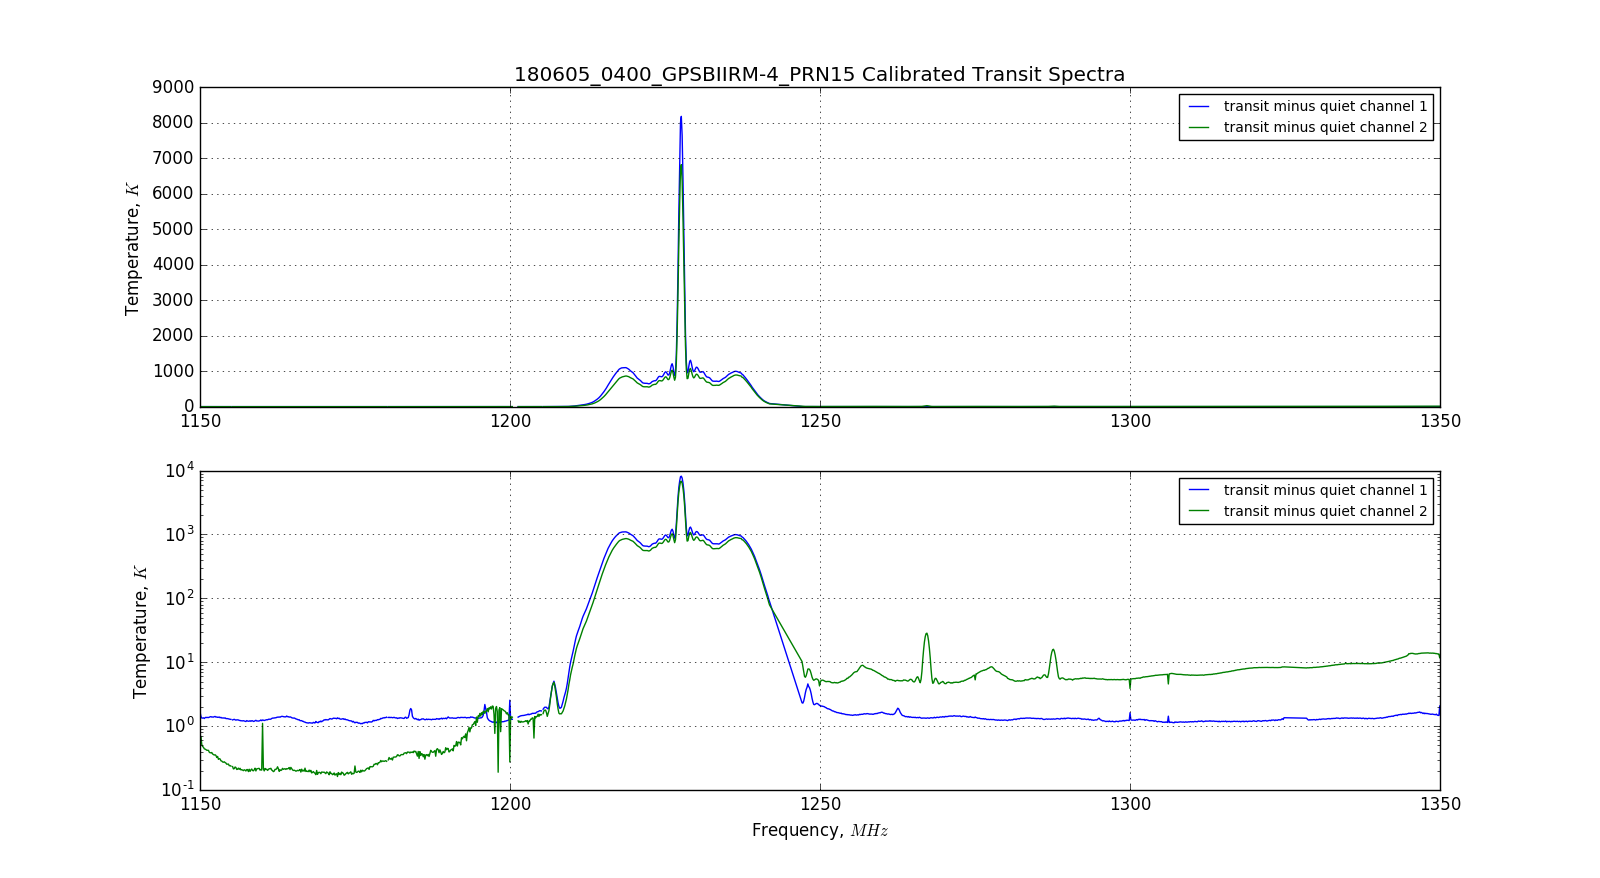 180605_0400_GPSBIIRM-4_PRN15 Calibrated Transit Spectra
9000
8000
7000
6000
5000
4000
3000
2000
1000
0
Temperature, K
transit minus quiet channel 1
transit minus quiet channel 2
1150 1200 1250 1300 1350
10^4
10^3
10^2
10^1
10^0
10^-1
Temperature, K
transit minus quiet channel 1
transit minus quiet channel 2
1150 1200 1250 1300 1350
Frequency, MHz